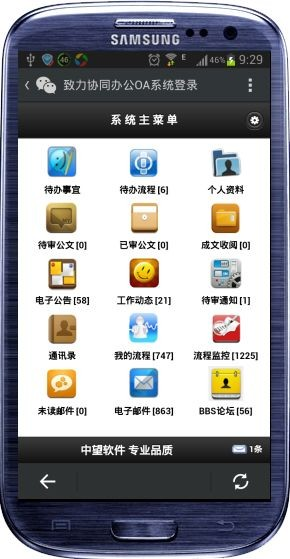 SAMSUNG
46 E 46% 9:29
致力协同办公OA系统登录
系统主菜单
待办事宜 待办流程 [6] 个人资料
待审公文 [0] 已审公文 [0] 成文收阅 [0]
电子公告 [58] 工作动态 [21] 待审通知 [1]
通讯录 我的流程 [747] 流程监控 [1225]
未读邮件 [0] 电子邮件 [863] BBS论坛 [56]
中望软件 专业品质 1条